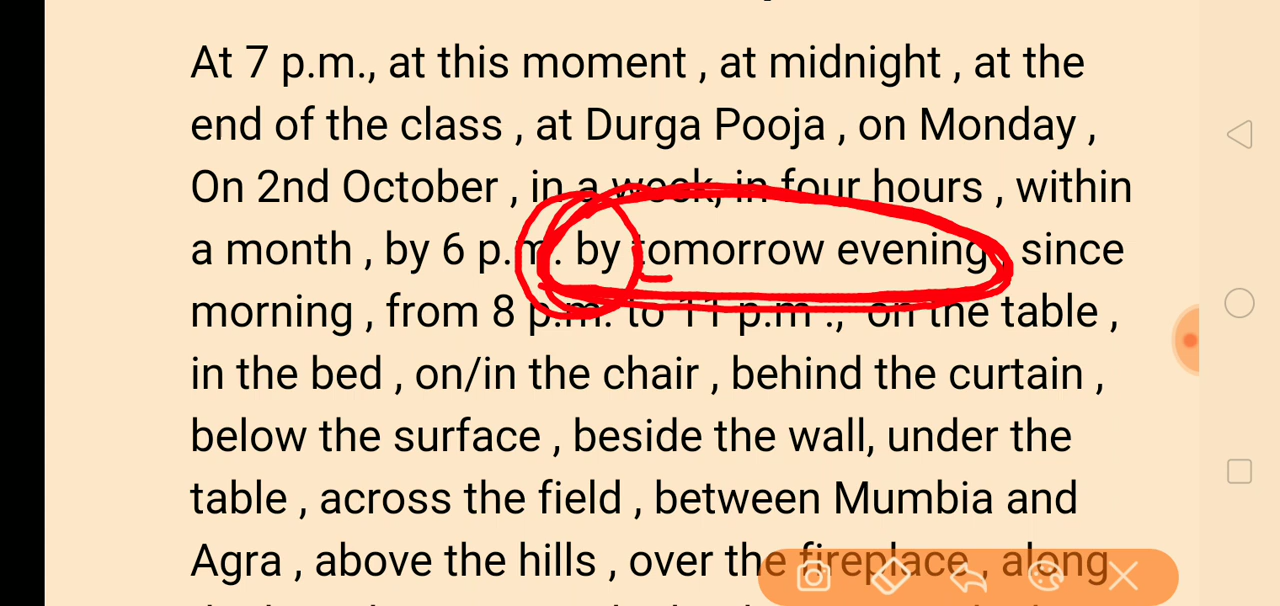 At 7 p.m., at this moment , at midnight , at the
end of the class , at Durga Pooja , on Monday ,
On 2nd October , in a week, in four hours , within
a month , by 6 p.m. by tomorrow evening , since
morning , from 8 p.m. to 11 p.m ., on the table ,
in the bed , on/in the chair , behind the curtain ,
below the surface , beside the wall, under the
table , across the field , between Mumbia and
Agra , above the hills , over the fireplace , along